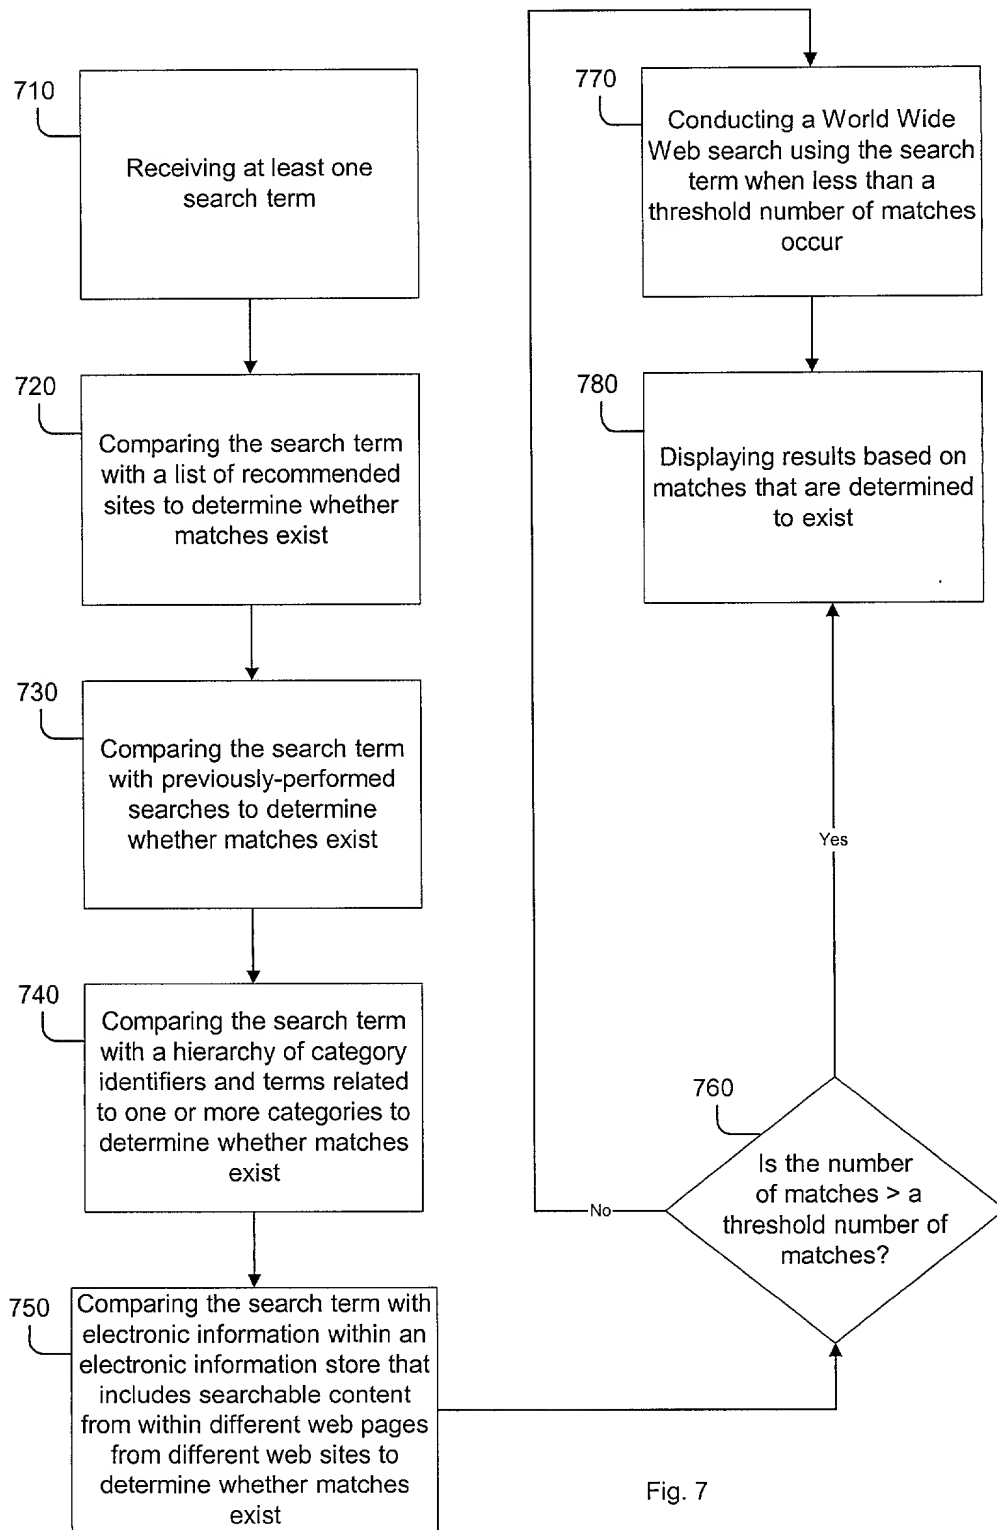 710
Receiving at least one
search term
720
Comparing the search term
with a list of recommended
sites to determine whether
matches exist
730
Comparing the search term
with previously-performed
searches to determine
whether matches exist
740
Comparing the search term
with a hierarchy of category
identifiers and terms related
to one or more categories to
determine whether matches
exist
750
Comparing the search term with
electronic information within an
electronic information store that
includes searchable content
from within different web pages
from different web sites to
determine whether matches
exist
760
Is the number
of matches > a
threshold number of
matches?
No
Yes
770
Conducting a World Wide
Web search using the search
term when less than a
threshold number of matches
occur
780
Displaying results based on
matches that are determined
to exist
Fig. 7